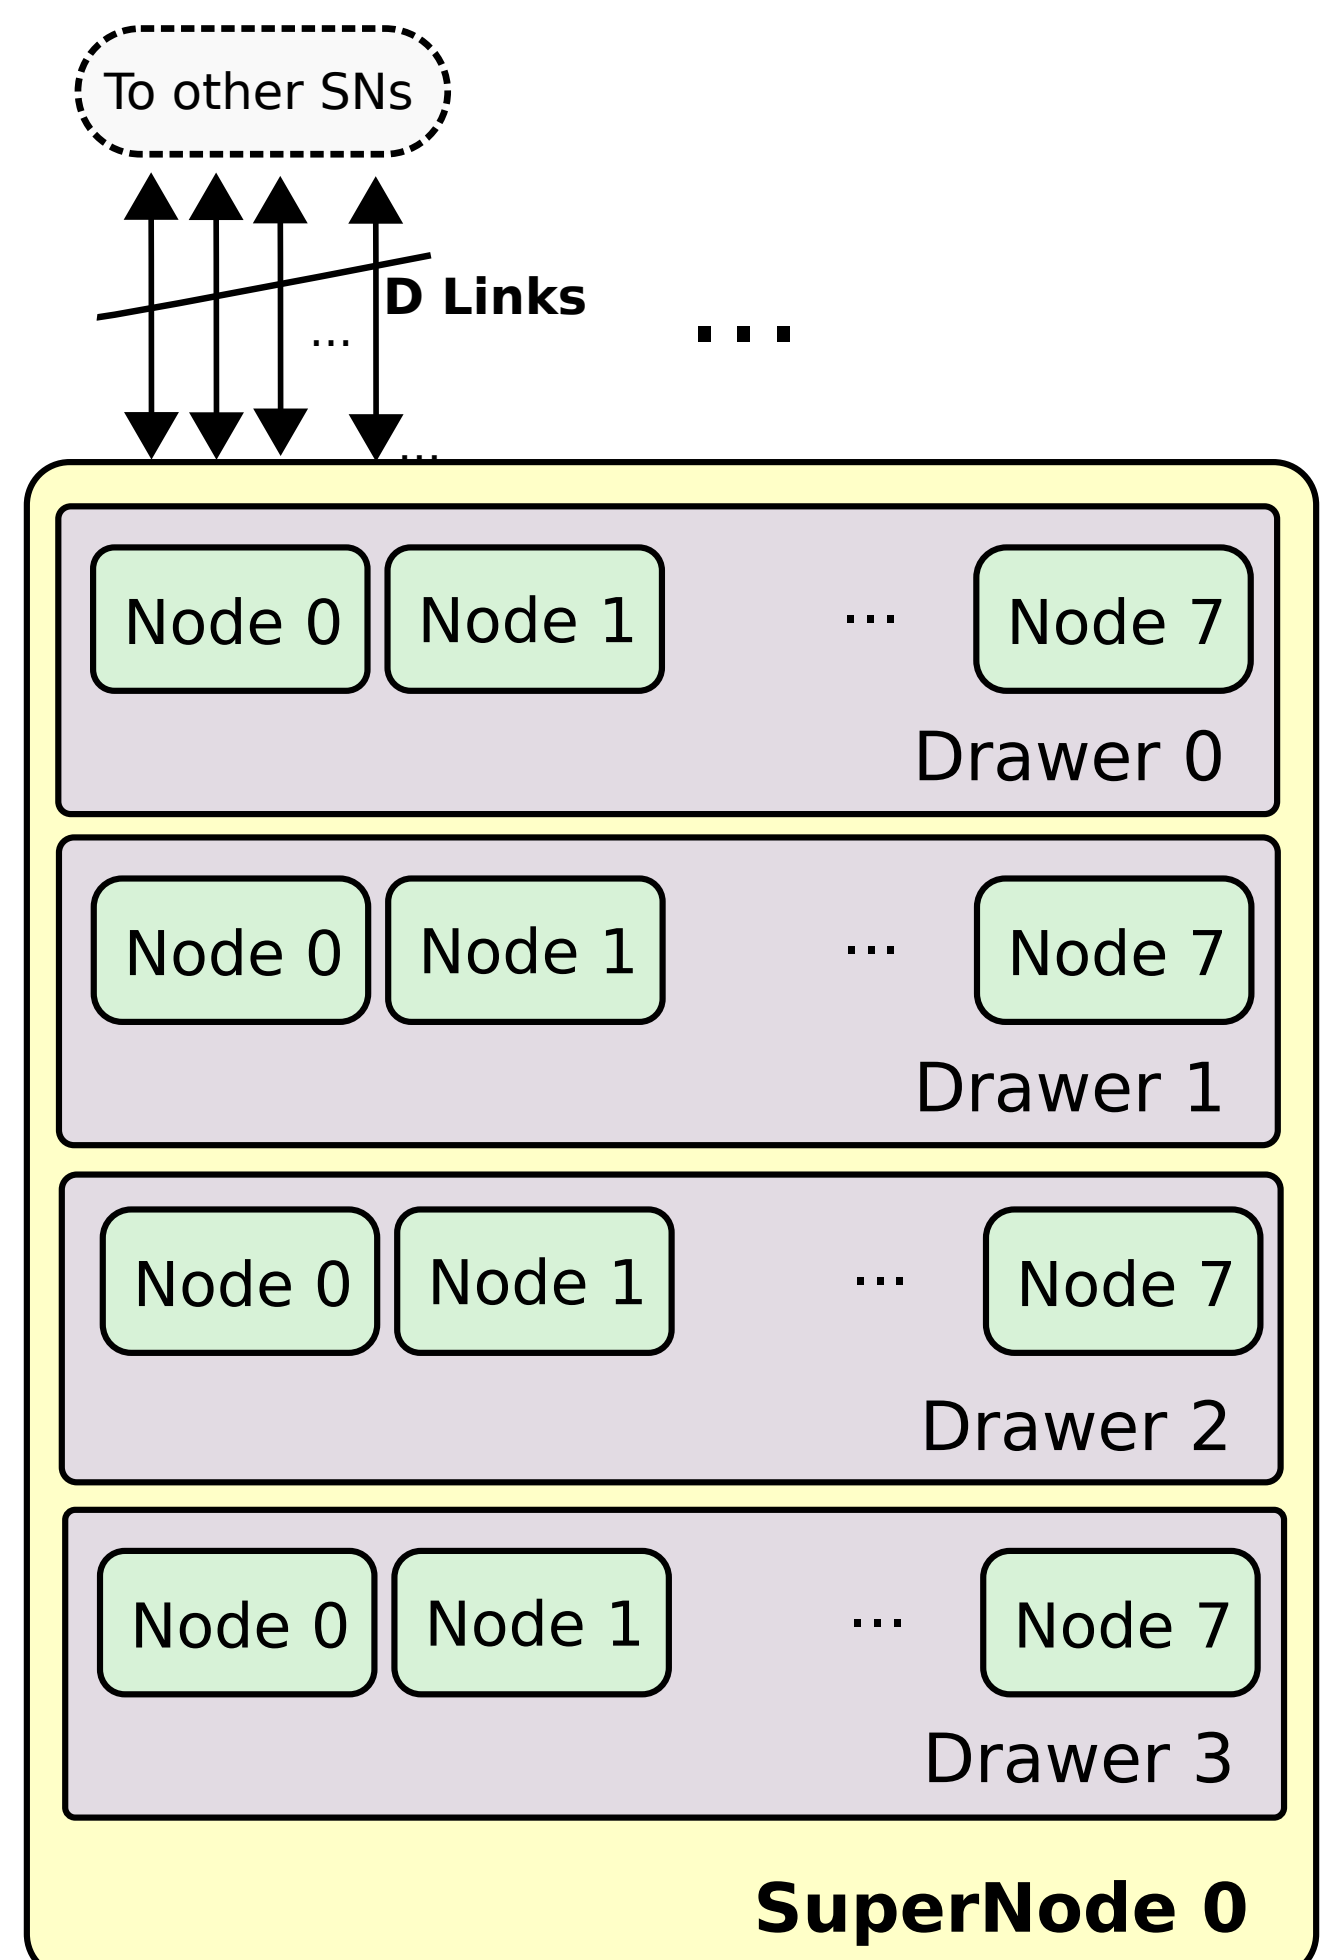 To other SNs
D Links
...
...
...
Node 0 Node 1 ... Node 7
Drawer 0
Node 0 Node 1 ... Node 7
Drawer 1
Node 0 Node 1 ... Node 7
Drawer 2
Node 0 Node 1 ... Node 7
Drawer 3
SuperNode 0